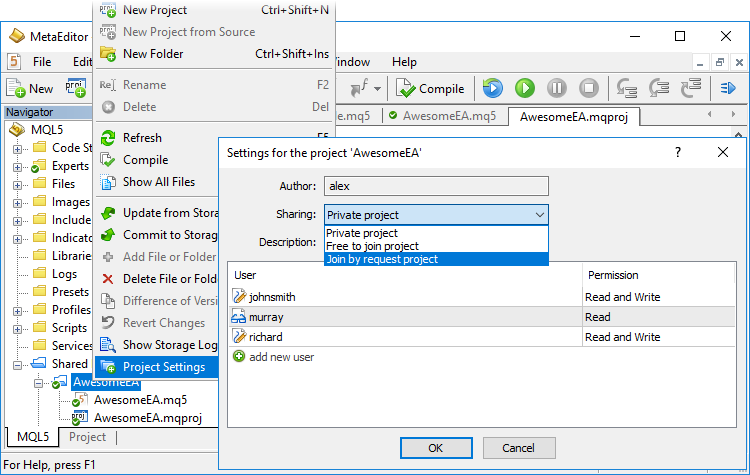 MetaEditor
File
Edi
ndow
Help
New
Compile
e.mq5
AwesomeEA.mq5
AwesomeEA.mqproj
Navigator
MQL5
Code St
Experts
Files
Images
Include
Indicato
Libraries
Logs
Presets
Profiles
Scripts
Services
Shared
AwesomeEA
AwesomeEA.mq5
AwesomeEA.mqproj
MQL5
Project
For Help, press F1
New Project Ctrl+Shift+N
New Project from Source
New Folder Ctrl+Shift+Ins
Rename F2
Delete Del
Refresh F5
Compile
Show All Files
Update from Stora
Commit to Storag
Add File or Folder
Delete File or Folde
Difference of Versi
Revert Changes
Show Storage Log
Project Settings
Settings for the project 'AwesomeEA'
?
Author: alex
Sharing: Private project
Private project
Free to join project
Join by request project
Description:
User Permission
johnsmith Read and Write
murray Read
richard Read and Write
add new user
OK
Cancel